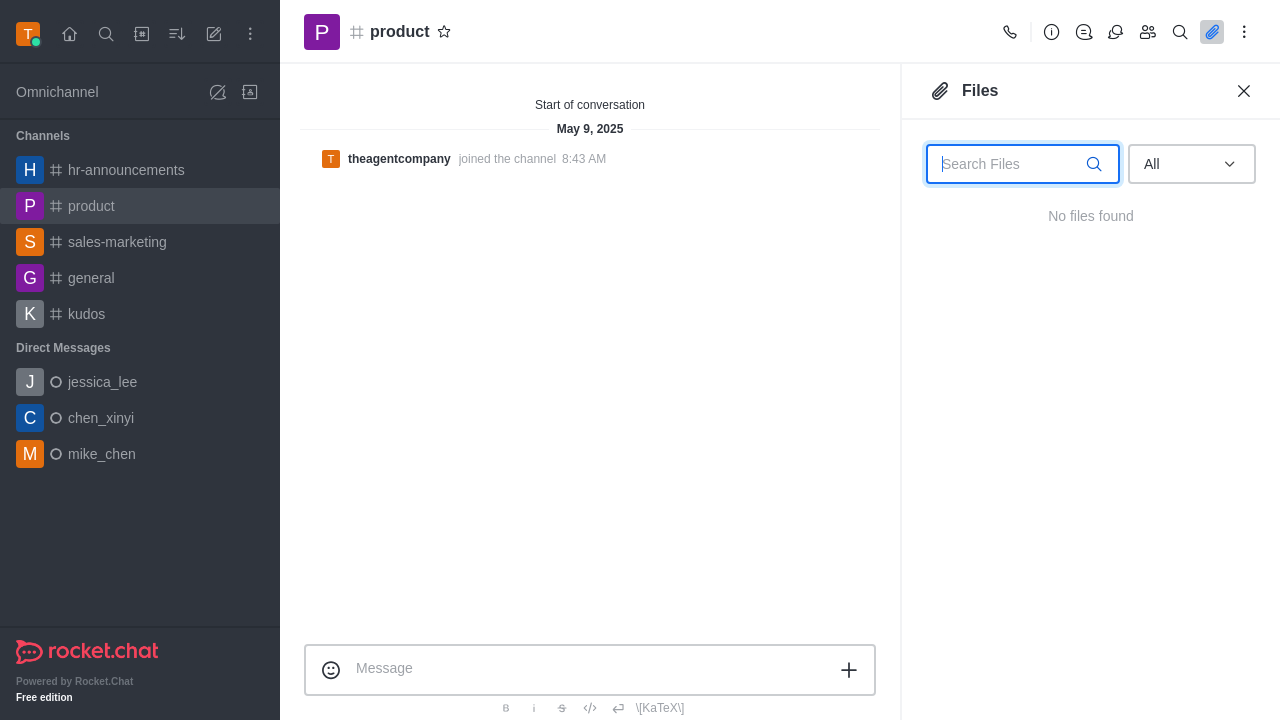 T
Omnichannel
Channels
H hr-announcements
P product
S sales-marketing
G general
K kudos
Direct Messages
J jessica_lee
C chen_xinyi
M mike_chen
rocket.chat
Powered by Rocket.Chat
Free edition
P product
Start of conversation
May 9, 2025
T theagentcompany joined the channel 8:43 AM
Message
B i S \[KaTeX\]
Files
Search Files
All
No files found